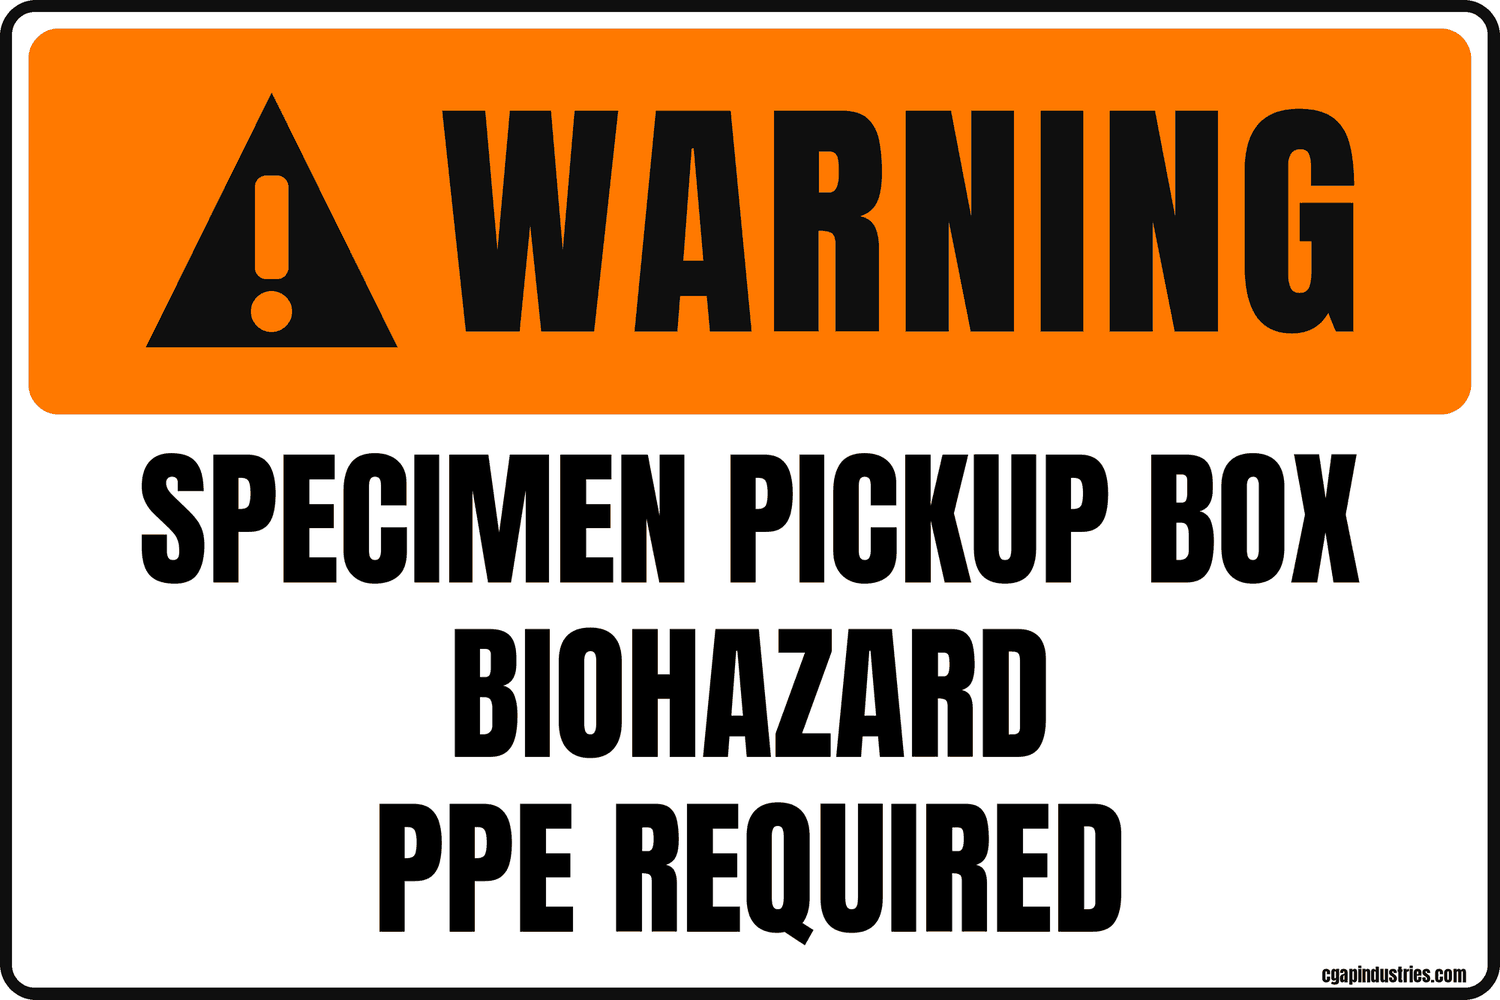 WARNING
SPECIMEN PICKUP BOX
BIOHAZARD
PPE REQUIRED
cgapindustries.com